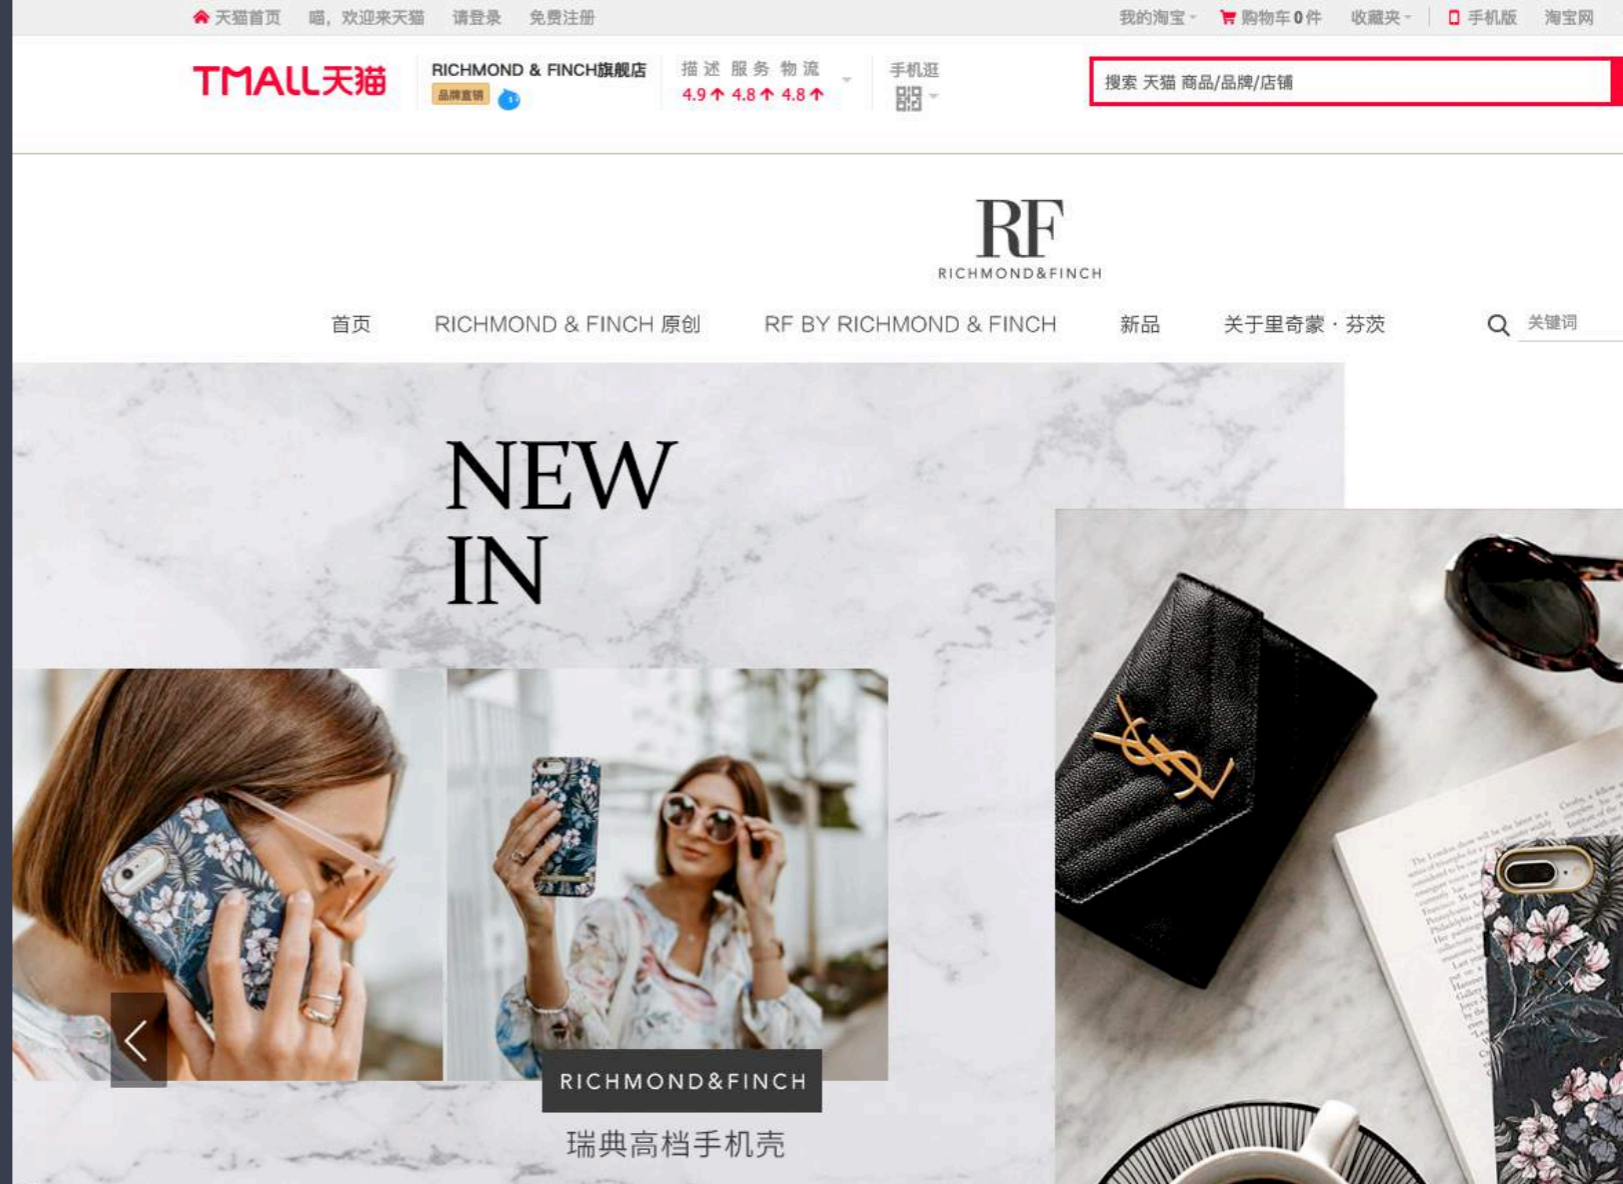 天猫首页 喵，欢迎来天猫 请登录 免费注册 我的淘宝 购物车0件 收藏夹 手机版 淘宝网
TMALL天猫
RICHMOND & FINCH旗舰店
品牌直销
描述 服务 物流
4.9 4.8 4.8
手机逛
搜索 天猫 商品/品牌/店铺
RF
RICHMOND&FINCH
首页 RICHMOND & FINCH 原创 RF BY RICHMOND & FINCH 新品 关于里奇蒙·芬茨 关键词
NEW
IN
YSL
RICHMOND&FINCH
瑞典高档手机壳